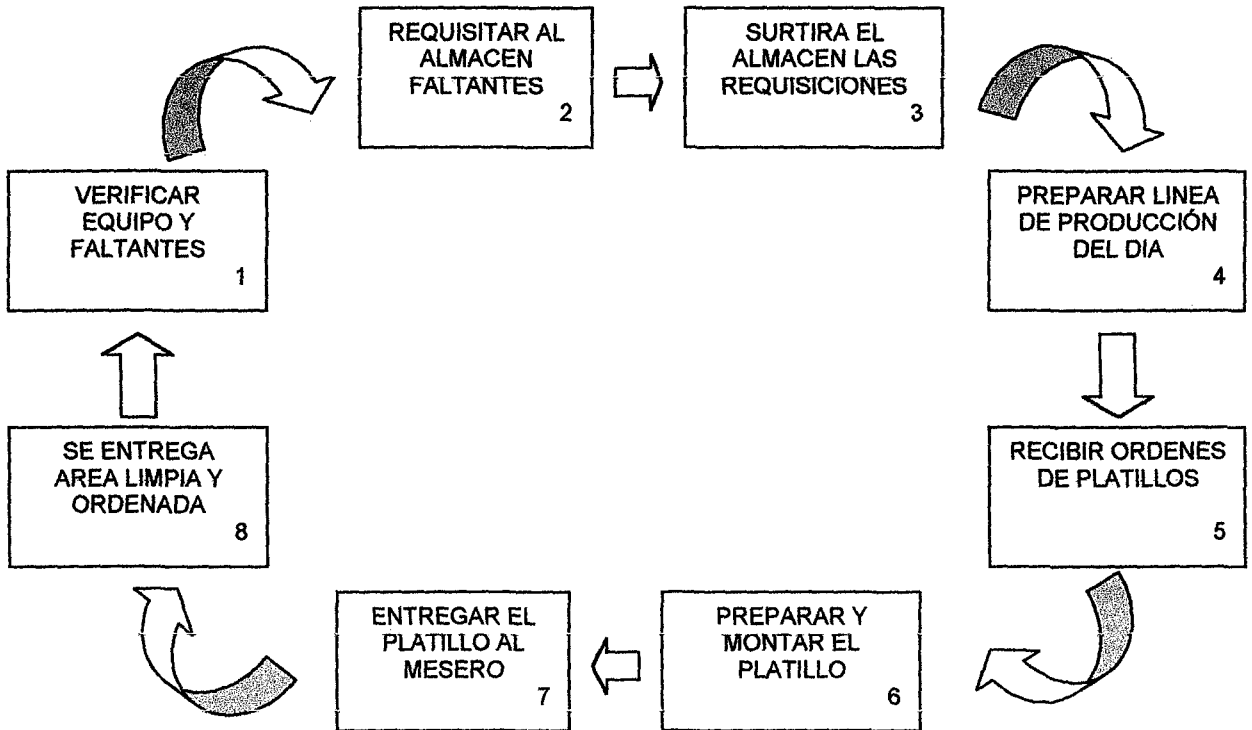 REQUISITAR AL
ALMACEN
FALTANTES
2
SURTIRA EL
ALMACEN LAS
REQUISICIONES
3
VERIFICAR
EQUIPO Y
FALTANTES
1
PREPARAR LINEA
DE PRODUCCIÓN
DEL DIA
4
SE ENTREGA
AREA LIMPIA Y
ORDENADA
8
RECIBIR ORDENES
DE PLATILLOS
5
ENTREGAR EL
PLATILLO AL
MESERO
7
PREPARAR Y
MONTAR EL
PLATILLO
6